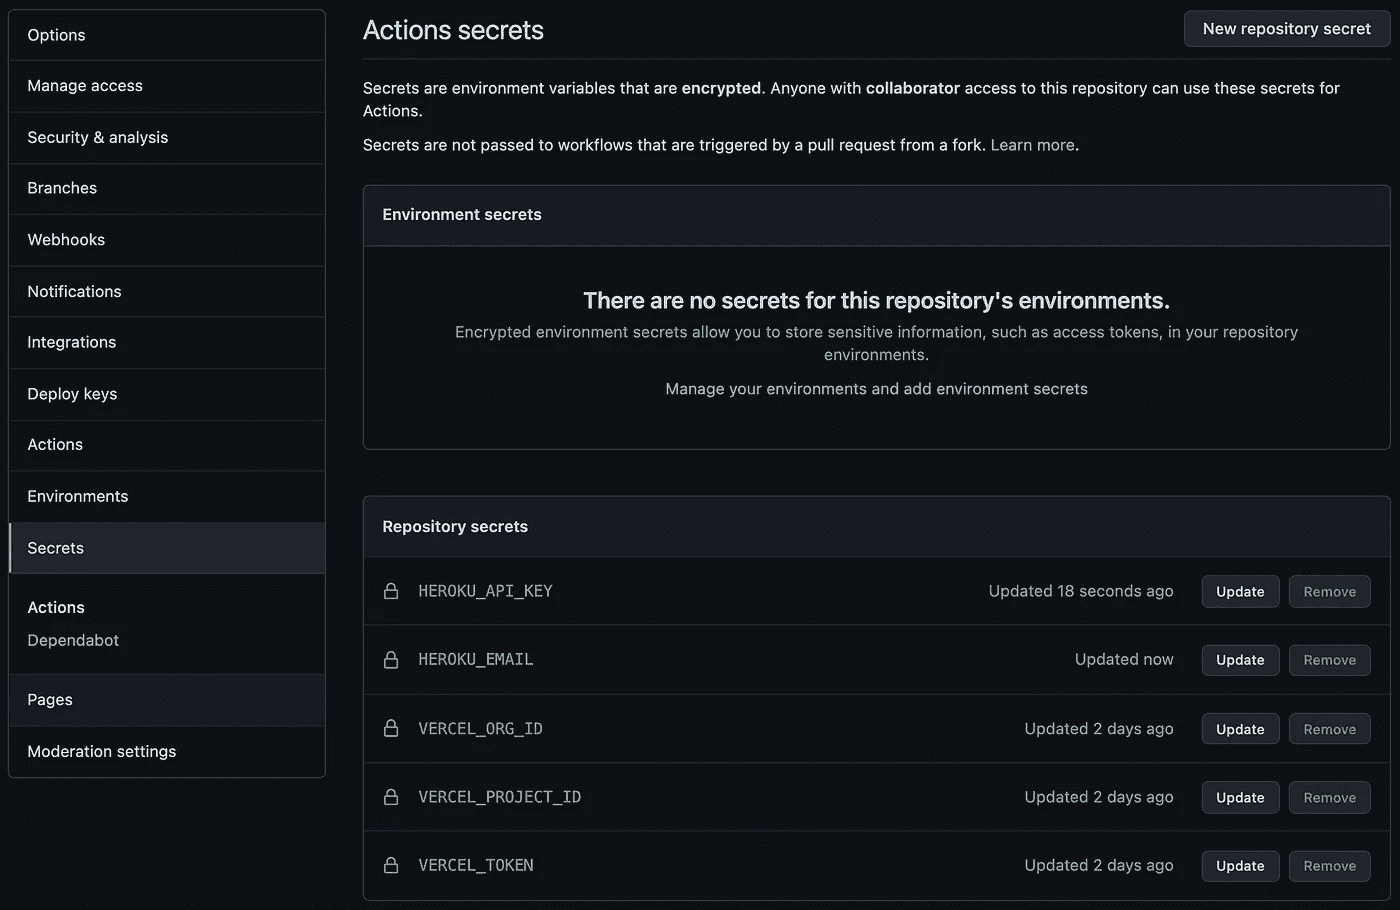 Options
Manage access
Security & analysis
Branches
Webhooks
Notifications
Integrations
Deploy keys
Actions
Environments
Secrets
Actions
Dependabot
Pages
Moderation settings
Actions secrets
New repository secret
Secrets are environment variables that are encrypted. Anyone with collaborator access to this repository can use these secrets for
Actions.
Secrets are not passed to workflows that are triggered by a pull request from a fork. Learn more.
Environment secrets
There are no secrets for this repository's environments.
Encrypted environment secrets allow you to store sensitive information, such as access tokens, in your repository
environments.
Manage your environments and add environment secrets
Repository secrets
HEROKU_API_KEY Updated 18 seconds ago Update Remove
HEROKU_EMAIL Updated now Update Remove
VERCEL_ORG_ID Updated 2 days ago Update Remove
VERCEL_PROJECT_ID Updated 2 days ago Update Remove
VERCEL_TOKEN Updated 2 days ago Update Remove